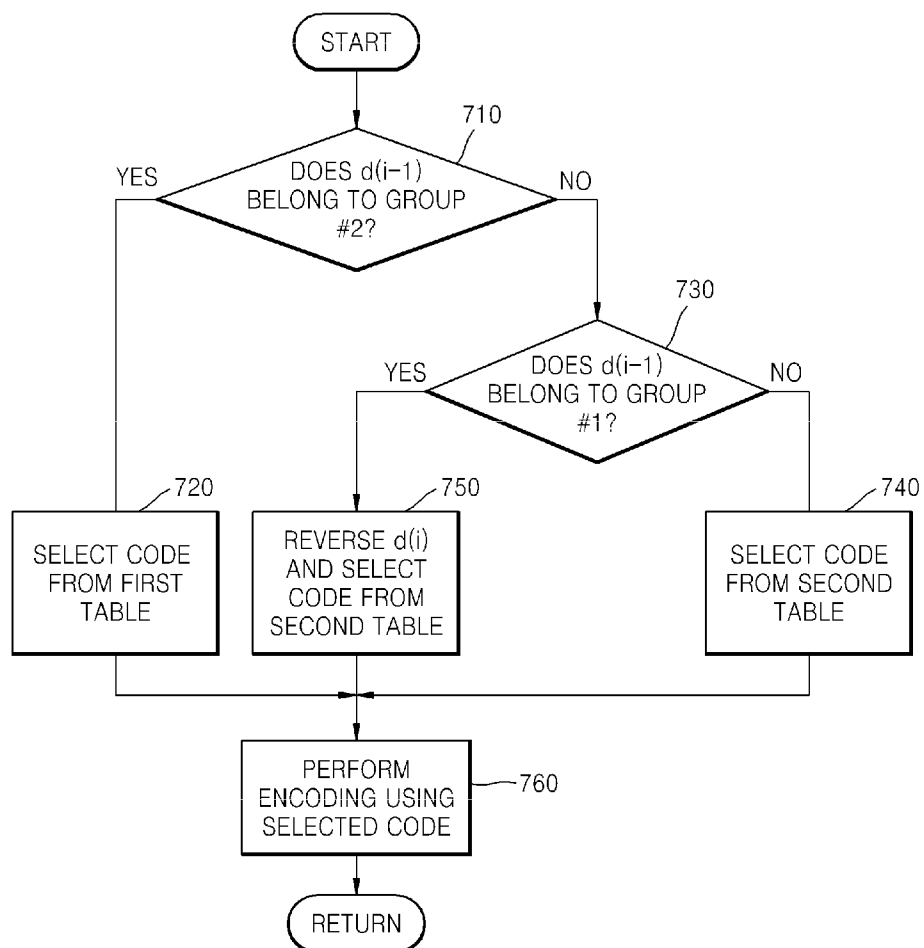 START
710
DOES d(i-1)
BELONG TO GROUP
#2?
YES
NO
730
DOES d(i-1)
BELONG TO GROUP
#1?
YES
NO
720
SELECT CODE
FROM FIRST
TABLE
750
REVERSE d(i)
AND SELECT
CODE FROM
SECOND TABLE
740
SELECT CODE
FROM SECOND
TABLE
PERFORM
ENCODING USING
SELECTED CODE
760
RETURN